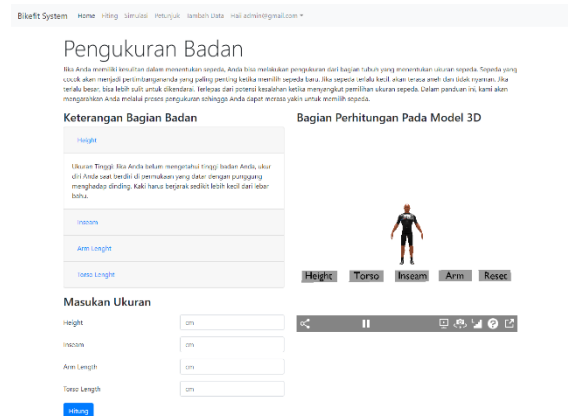 Bikefit System Home Hiting Simulasi Petunjuk Tambah Data Hai admin@gmail.com
Pengukuran Badan
Jika Anda memiliki kesulitan dalam menentukan sepeda, Anda bisa melakukan pengukuran dari bagian tubuh yang menentukan ukuran sepeda. Sepeda yang
cocok akan menjadi pertimbangananda yang paling penting ketika memilih sepeda baru. Jika sepeda terlalu kecil, akan terasa aneh dan tidak nyaman. Jika
terlalu besar, bisa lebih sulit untuk dikendarai. Terlepas dari potensi kesalahan ketika menyangkut pemilihan ukuran sepeda. Dalam panduan ini, kami akan
mengarahkan Anda melalui proses pengukuran sehingga Anda dapat merasa yakin untuk memilih sepeda.
Keterangan Bagian Badan
Height
Ukuran Tinggi: Jika Anda belum mengetahui tinggi badan Anda, ukur
diri Anda saat berdiri di permukaan yang datar dengan punggung
menghadap dinding. Kaki harus berjarak sedikit lebih kecil dari lebar
bahu.
Inseam
Arm Lenght
Torso Lenght
Bagian Perhitungan Pada Model 3D
Height Torso Inseam Arm Reset
Masukan Ukuran
Height cm
Inseam cm
Arm Length cm
Torso Length cm
Hitung